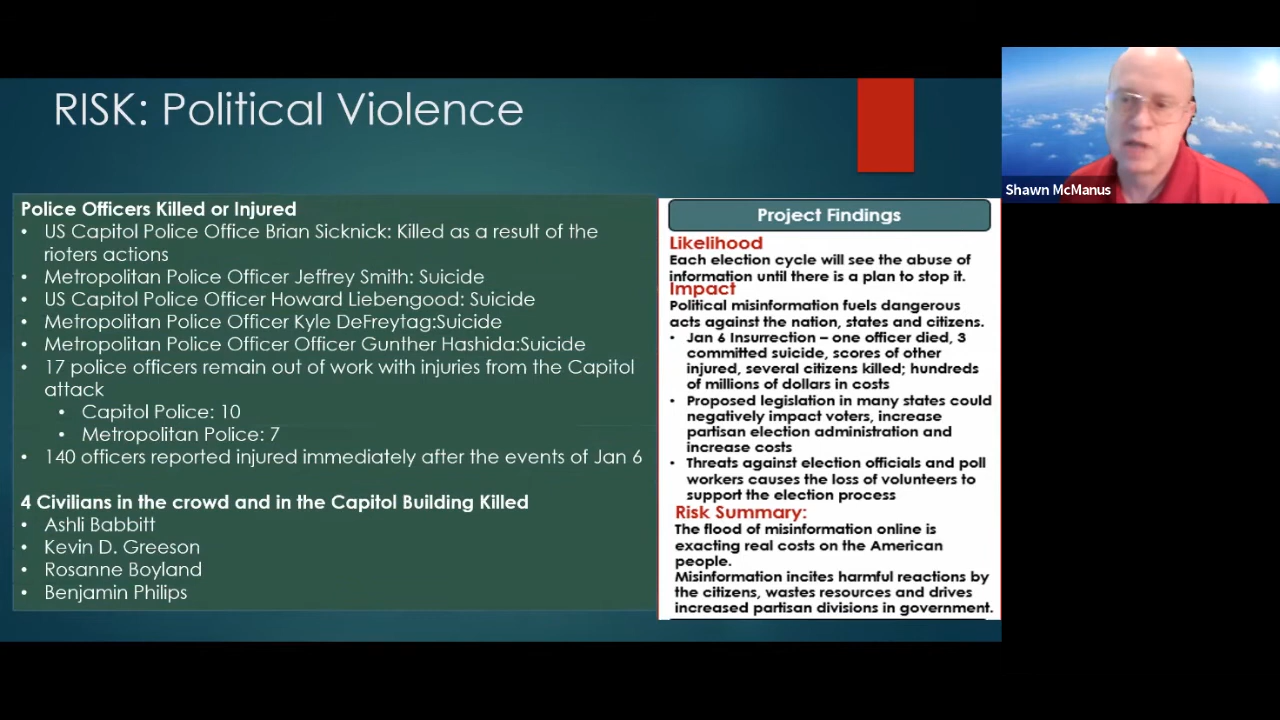 RISK: Political Violence
Police Officers Killed or Injured
• US Capitol Police Office Brian Sicknick: Killed as a result of the
rioters actions
• Metropolitan Police Officer Jeffrey Smith: Suicide
• US Capitol Police Officer Howard Liebengood: Suicide
• Metropolitan Police Officer Kyle DeFreytag:Suicide
• Metropolitan Police Officer Officer Gunther Hashida:Suicide
• 17 police officers remain out of work with injuries from the Capitol
attack
• Capitol Police: 10
• Metropolitan Police: 7
• 140 officers reported injured immediately after the events of Jan 6
4 Civilians in the crowd and in the Capitol Building Killed
• Ashli Babbitt
• Kevin D. Greeson
• Rosanne Boyland
• Benjamin Philips
Project Findings
Likelihood
Each election cycle will see the abuse of
information until there is a plan to stop it.
Impact
Political misinformation fuels dangerous
acts against the nation, states and citizens.
• Jan 6 Insurrection – one officer died, 3
committed suicide, scores of other
injured, several citizens killed; hundreds
of millions of dollars in costs
• Proposed legislation in many states could
negatively impact voters, increase
partisan election administration and
increase costs
• Threats against election officials and poll
workers causes the loss of volunteers to
support the election process
Risk Summary:
The flood of misinformation online is
exacting real costs on the American
people.
Misinformation incites harmful reactions by
the citizens, wastes resources and drives
increased partisan divisions in government.
Shawn McManus